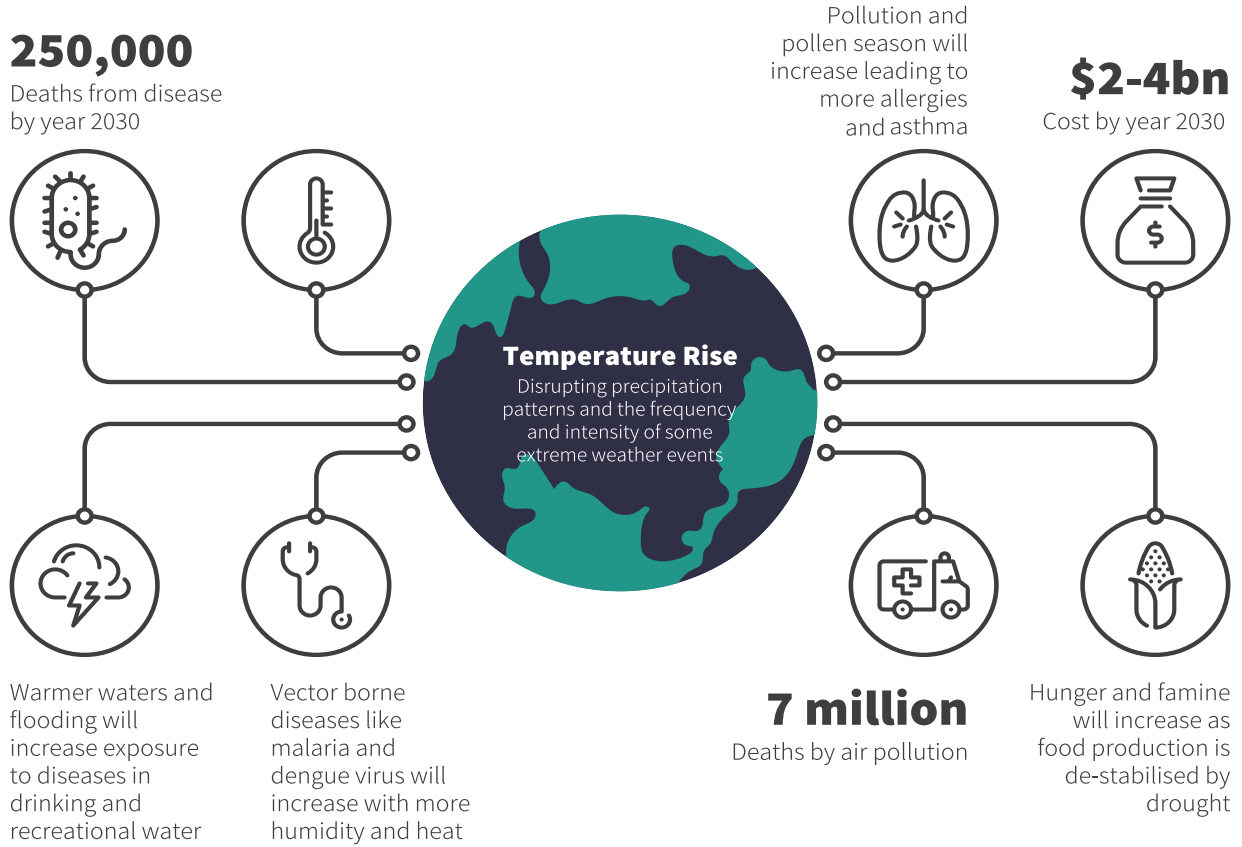 250,000
Deaths from disease
by year 2030
Pollution and
pollen season will
increase leading to
more allergies
and asthma
$2-4bn
Cost by year 2030
$
Temperature Rise
Disrupting precipitation
patterns and the frequency
and intensity of some
extreme weather events
Warmer waters and
flooding will
increase exposure
to diseases in
drinking and
recreational water
Vector borne
diseases like
malaria and
dengue virus will
increase with more
humidity and heat
7 million
Deaths by air pollution
Hunger and famine
will increase as
food production is
de-stabilised by
drought